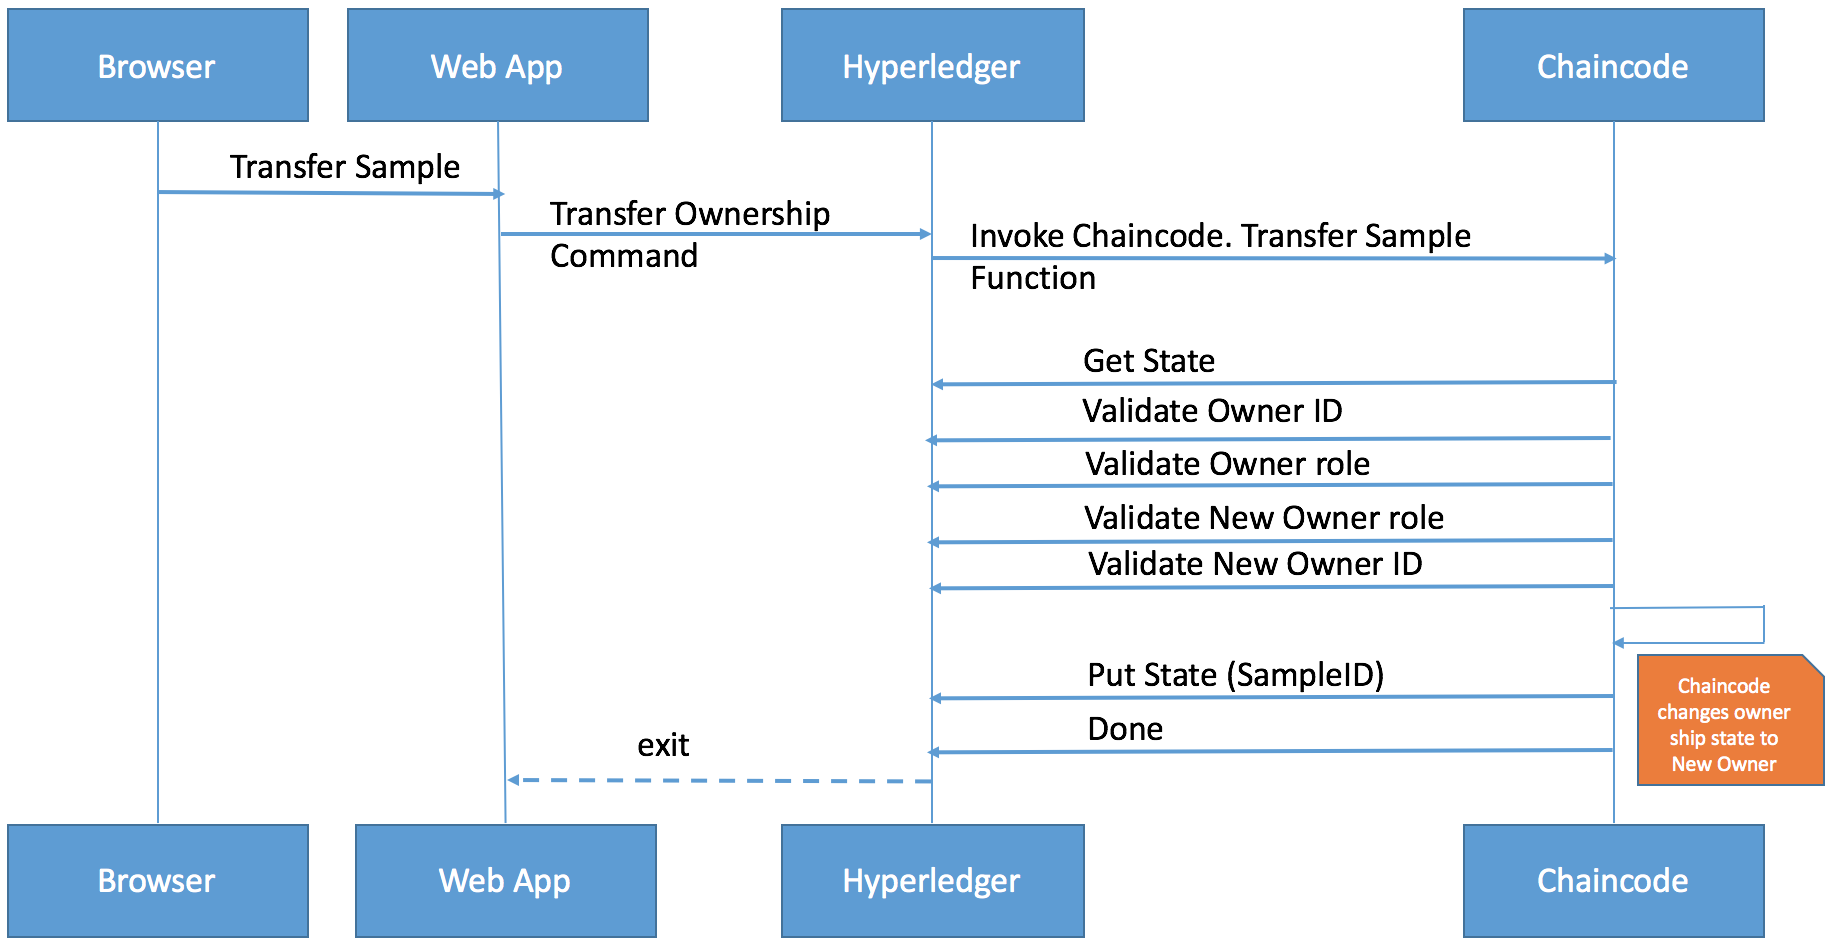 Browser
Web App
Hyperledger
Chaincode
Transfer Sample
Transfer Ownership
Command
Invoke Chaincode. Transfer Sample
Function
Get State
Validate Owner ID
Validate Owner role
Validate New Owner role
Validate New Owner ID
Put State (SampleID)
Chaincode
changes owner
ship state to
New Owner
Done
exit
Browser
Web App
Hyperledger
Chaincode